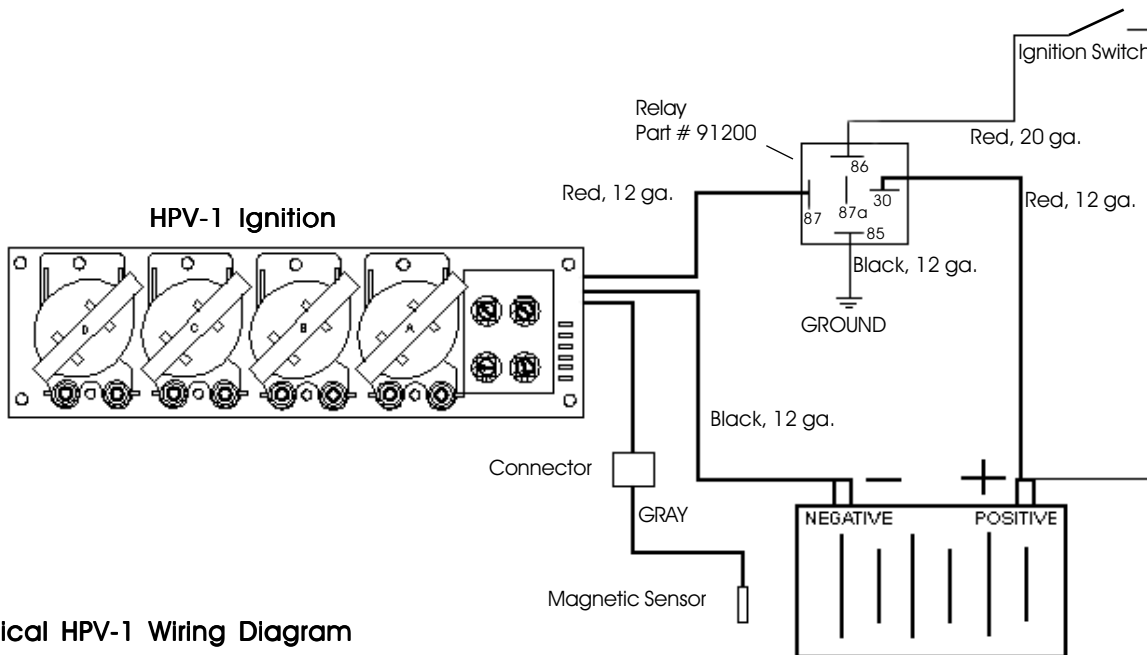 Ignition Switch
Relay
Part # 91200
Red, 20 ga.
86
Red, 12 ga.
30
Red, 12 ga.
87
87a
85
HPV-1 Ignition
Black, 12 ga.
GROUND
D
C
B
A
Black, 12 ga.
Connector
- +
GRAY
NEGATIVE
POSITIVE
Magnetic Sensor
ical HPV-1 Wiring Diagram